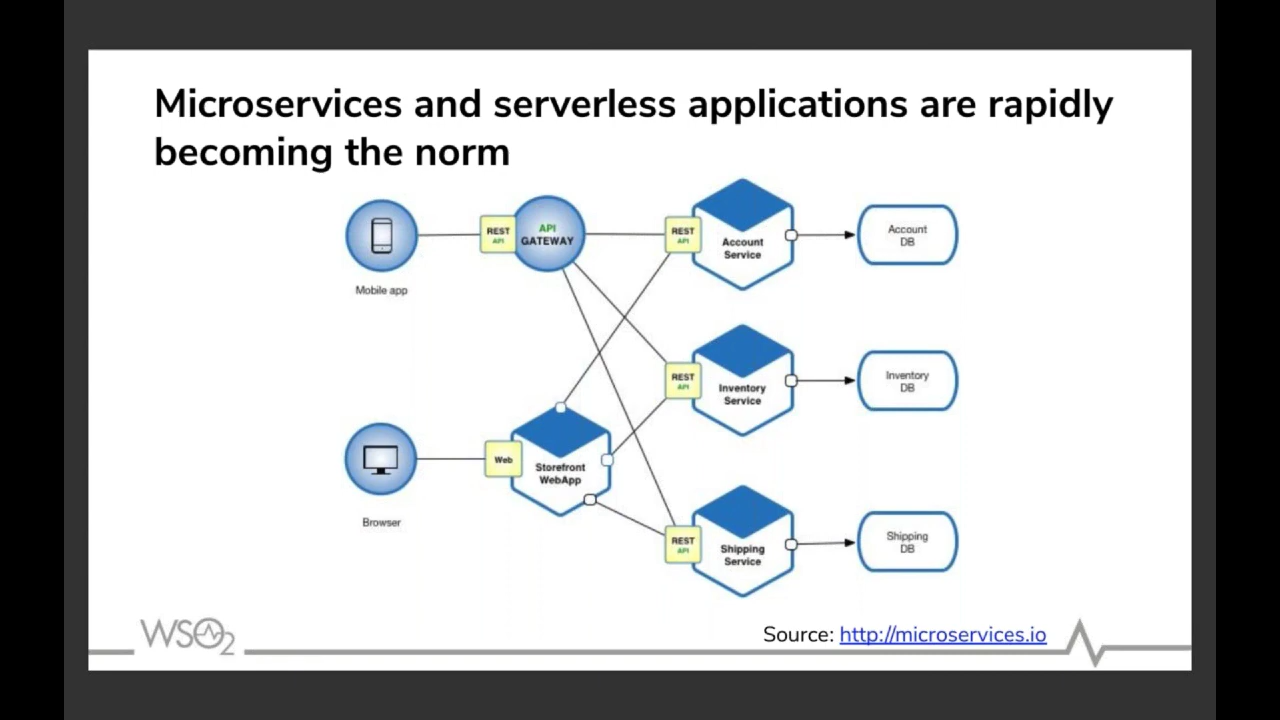 Microservices and serverless applications are rapidly
becoming the norm
REST
API
API
GATEWAY
REST
API
Account
Service
Account
DB
Mobile app
REST
API
Inventory
Service
Inventory
DB
Web
Storefront
WebApp
Browser
REST
API
Shipping
Service
Shipping
DB
WSO2
Source: http://microservices.io